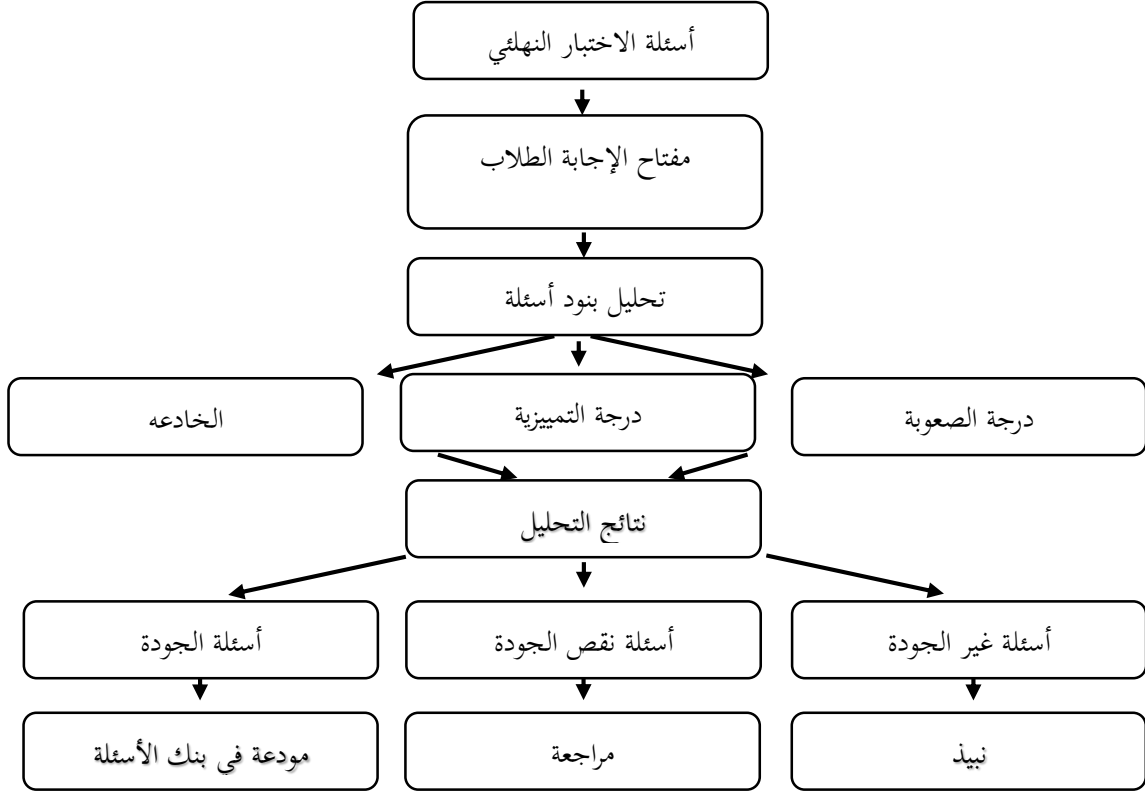 أسئلة الاختبار النهلئي
مفتاح الإجابة الطلاب
تحليل بنود أسئلة
درجة الصعوبة
درجة التمييزية
الخادعه
نتائج التحليل
أسئلة غير الجودة
أسئلة نقص الجودة
أسئلة الجودة
نبيذ
مراجعة
مودعة في بنك الأسئلة